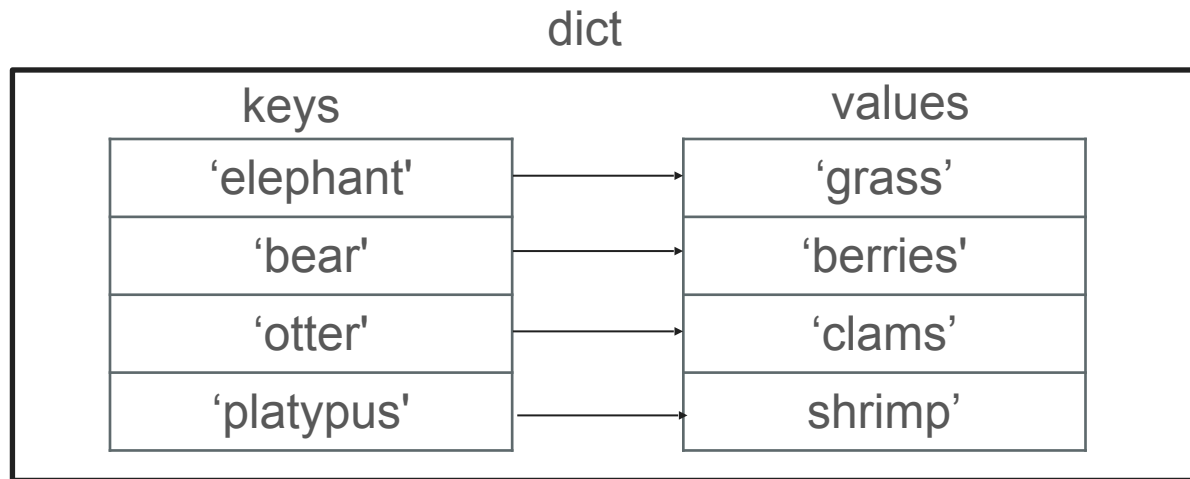 dict
keys values
‘elephant' ‘grass’
‘bear' ‘berries'
‘otter' ‘clams’
‘platypus' shrimp’